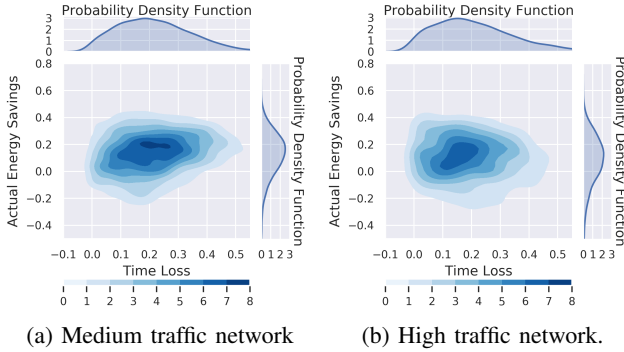 Probability Density Function
3
2
1
0
0.8
0.6
0.4
0.2
0.0
−0.2
−0.4
Actual Energy Savings
−0.1 0.0 0.1 0.2 0.3 0.4 0.5
Time Loss
0 1 2 3
Probability Density Function
0 1 2 3 4 5 6 7 8
(a) Medium traffic network
Probability Density Function
3
2
1
0
0.8
0.6
0.4
0.2
0.0
−0.2
−0.4
Actual Energy Savings
−0.1 0.0 0.1 0.2 0.3 0.4 0.5
Time Loss
0 1 2 3
Probability Density Function
0 1 2 3 4 5 6 7 8
(b) High traffic network.